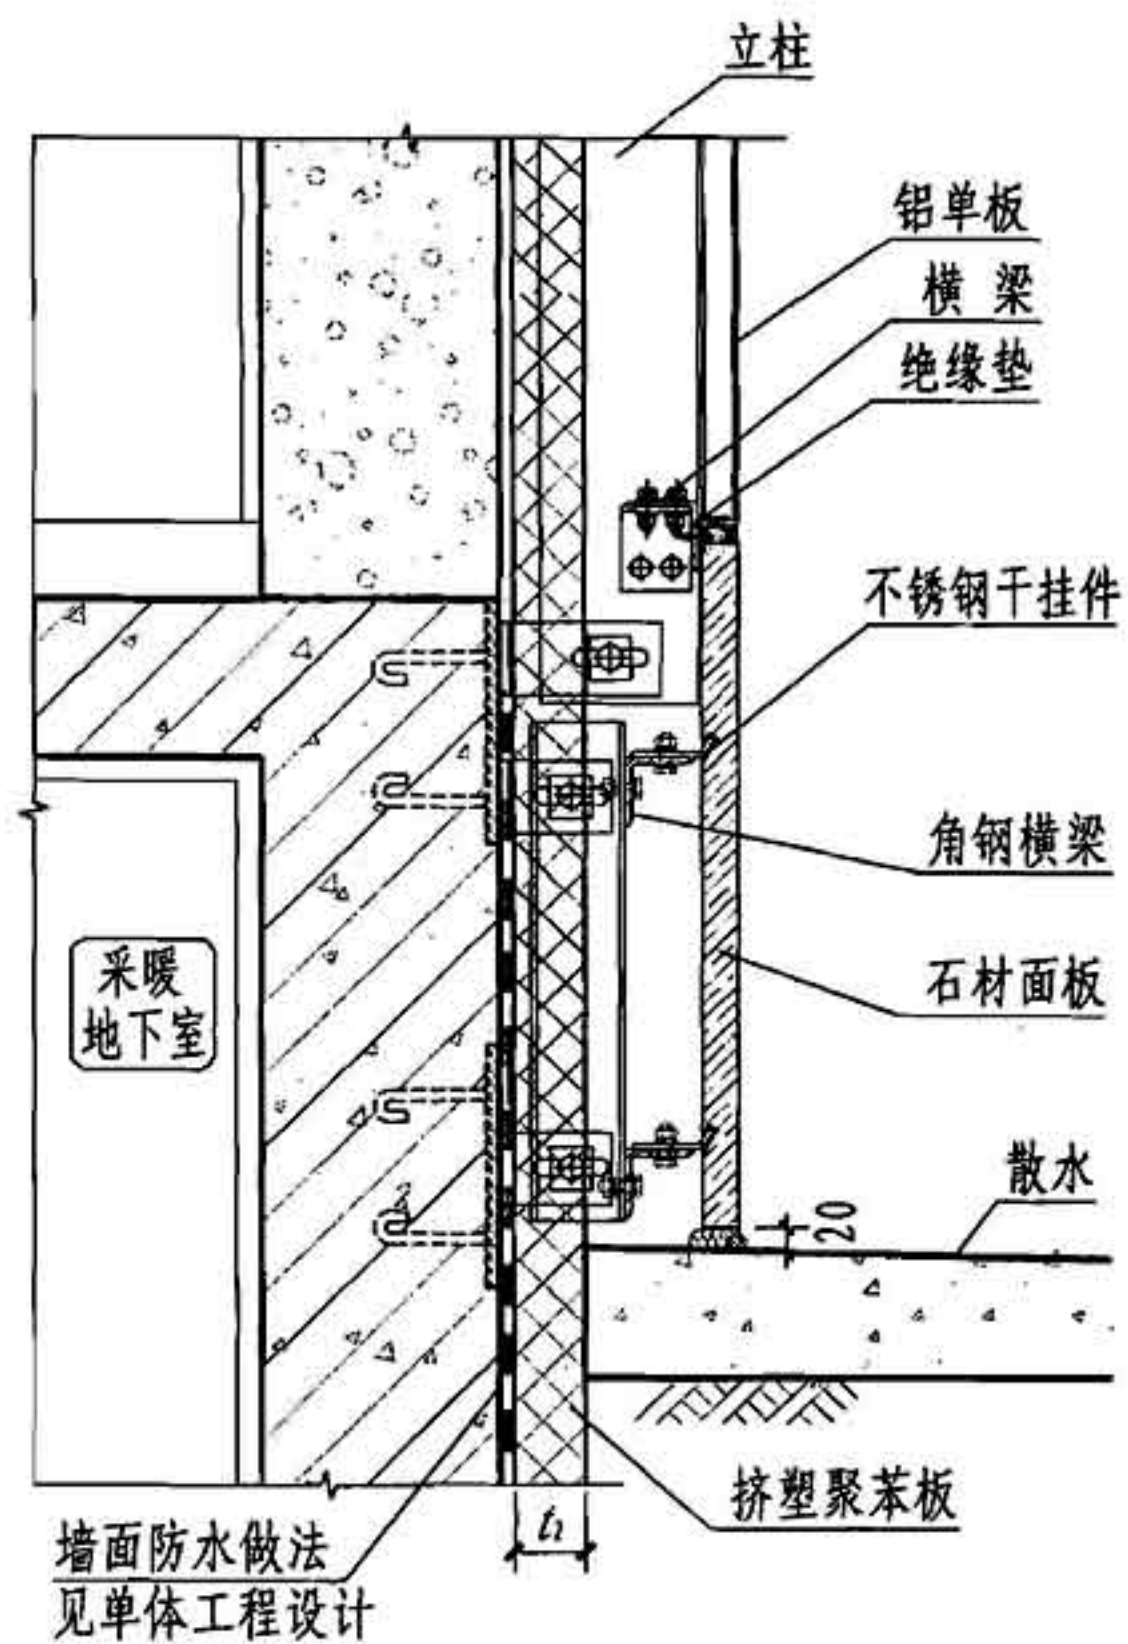 立柱
铝单板
横梁
绝缘垫
不锈钢干挂件
角钢横梁
石材面板
采暖
地下室
散水
20
挤塑聚苯板
t₁
墙面防水做法
见单体工程设计